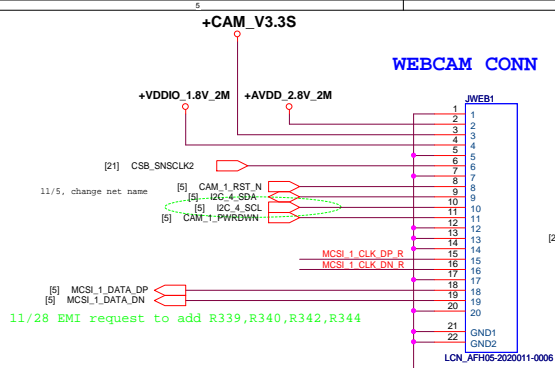 5
+CAM_V3.3S
WEBCAM CONN
+VDDIO_1.8V_2M
+AVDD_2.8V_2M
JWEB1
1 1
2 2
3 3
4 4
5 5
[21] CSB_SNSCLK2 6 6
7 7
11/5, change net name
[5] CAM_1_RST_N 8 8
[5] I2C_4_SDA 9 9
[5] I2C_4_SCL 10 10
[5] CAM_1_PWRDWN 11 11
12 12
13 13
[2
14 14
MCSI_1_CLK_DP_R 15 15
MCSI_1_CLK_DN_R 16 16
17 17
[5] MCSI_1_DATA_DP 18 18
[5] MCSI_1_DATA_DN 19 19
20 20
11/28 EMI request to add R339,R340,R342,R344
21 GND1
22 GND2
LCN_AFH05-2020011-0006